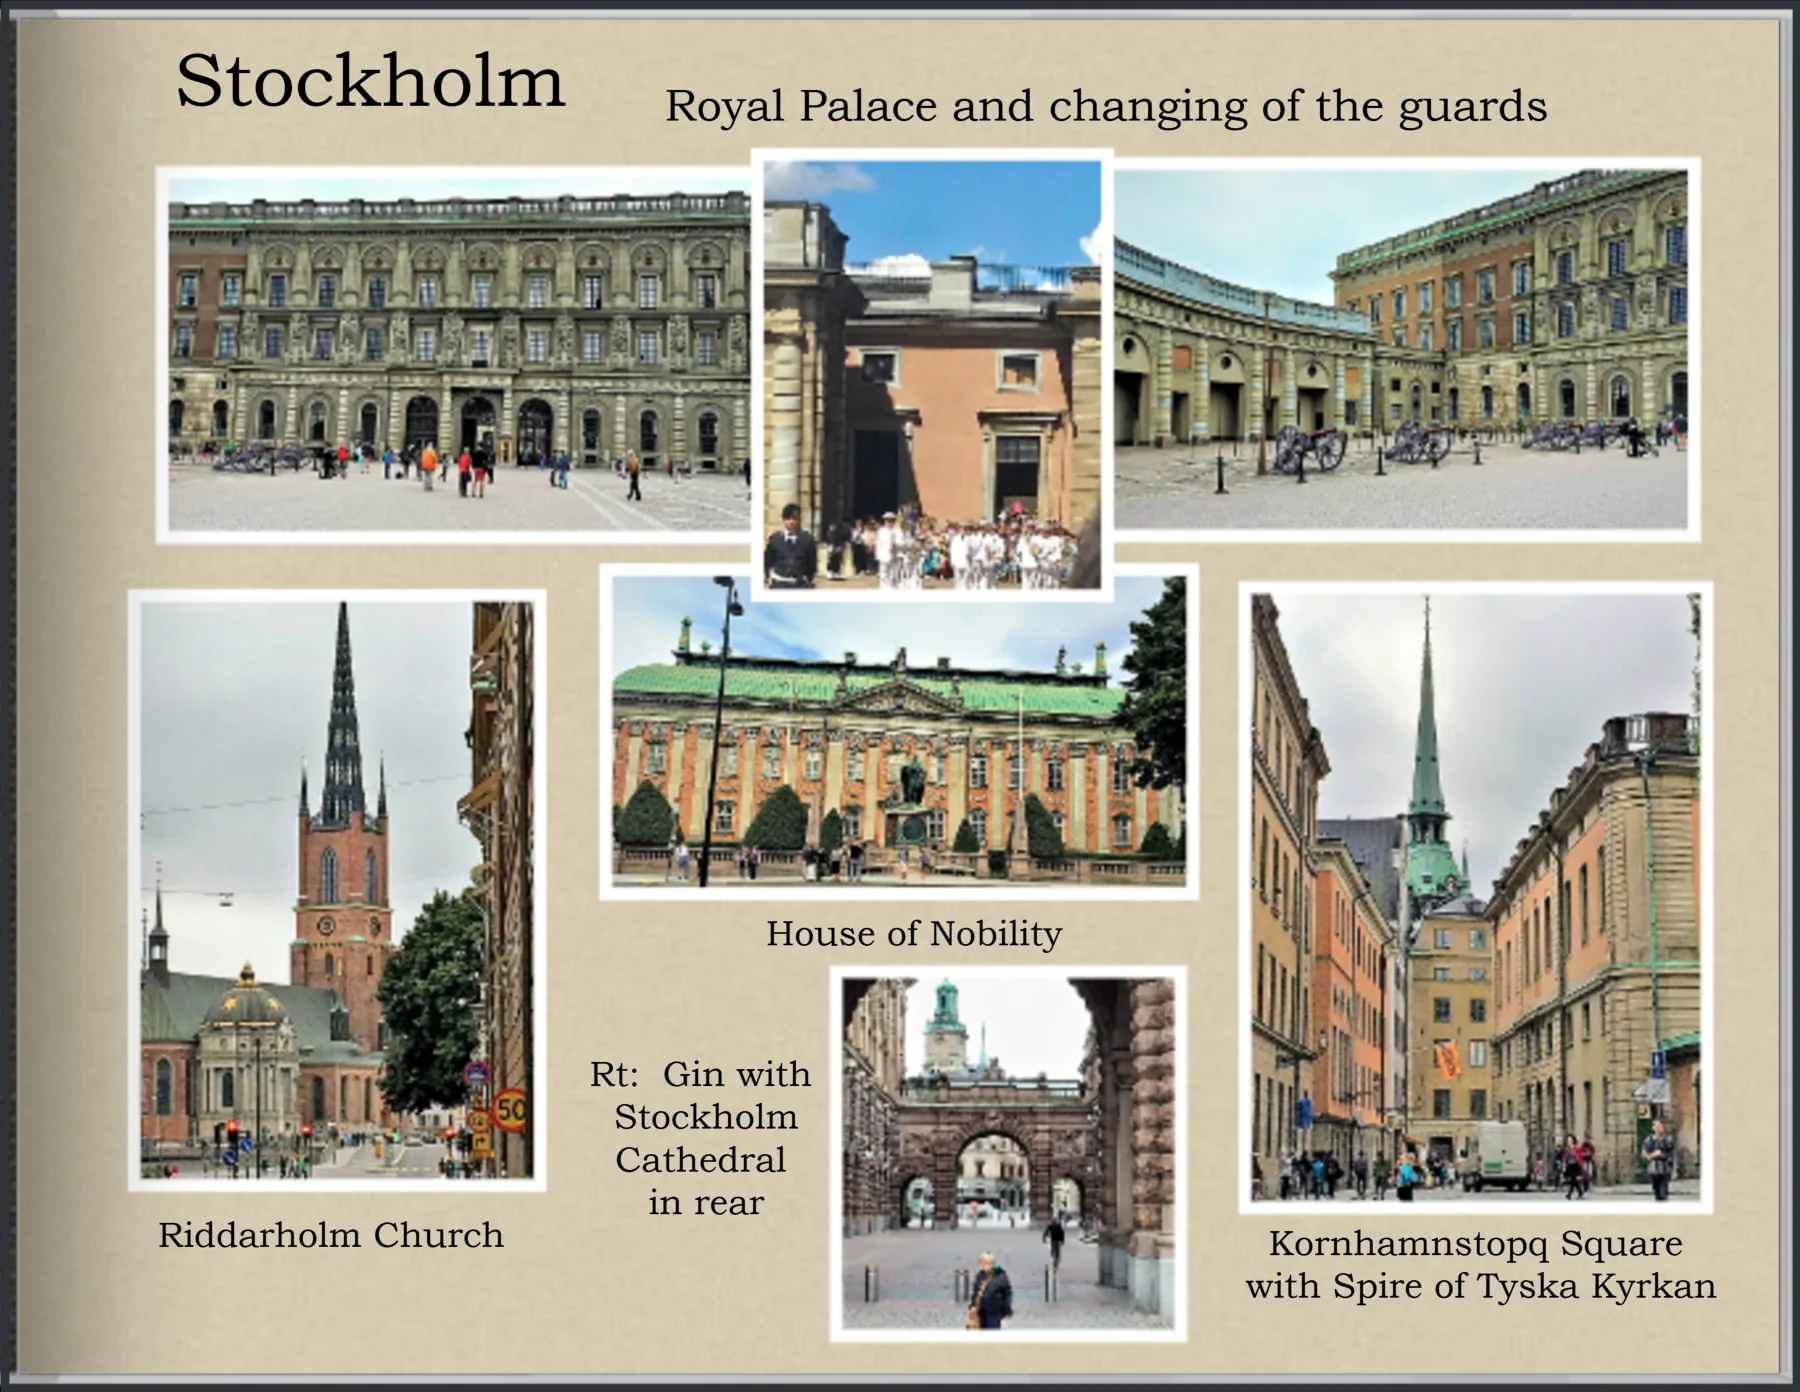 Stockholm
Royal Palace and changing of the guards
House of Nobility
Rt:  Gin with
Stockholm
Cathedral
in rear
50
Riddarholm Church
Kornhamnstopq Square
with Spire of Tyska Kyrkan